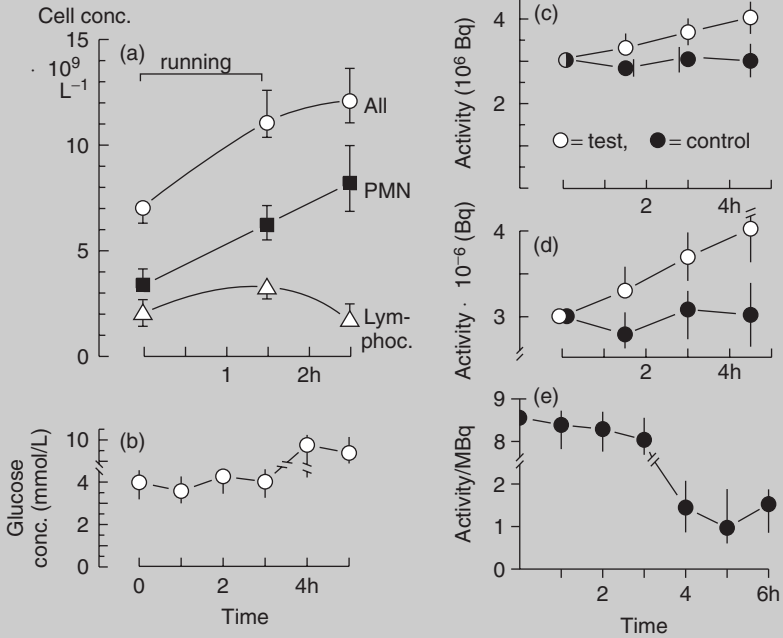 Cell conc.
15
(a)
· 10⁹
L⁻¹
running
All
10
PMN
5
Lym-
phoc.
0
1
2h
(b)
10
6
4
2
0
Glucose
conc. (mmol/L)
0
2
4h
Time
(c)
4
2
Activity (10⁶ Bq)
= test,
= control
2
4h
(d)
4
3
Activity · 10⁻⁶ (Bq)
2
4h
(e)
9
8
2
1
0
Activity/MBq
2
4
6h
Time